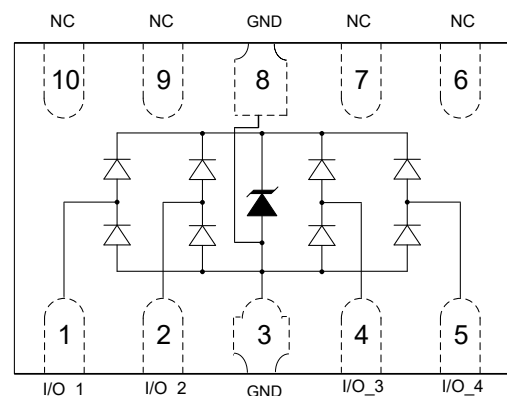 NC NC GND NC NC
10 9 8 7 6
1 2 3 4 5
I/O_1 I/O_2 GND I/O_3 I/O_4